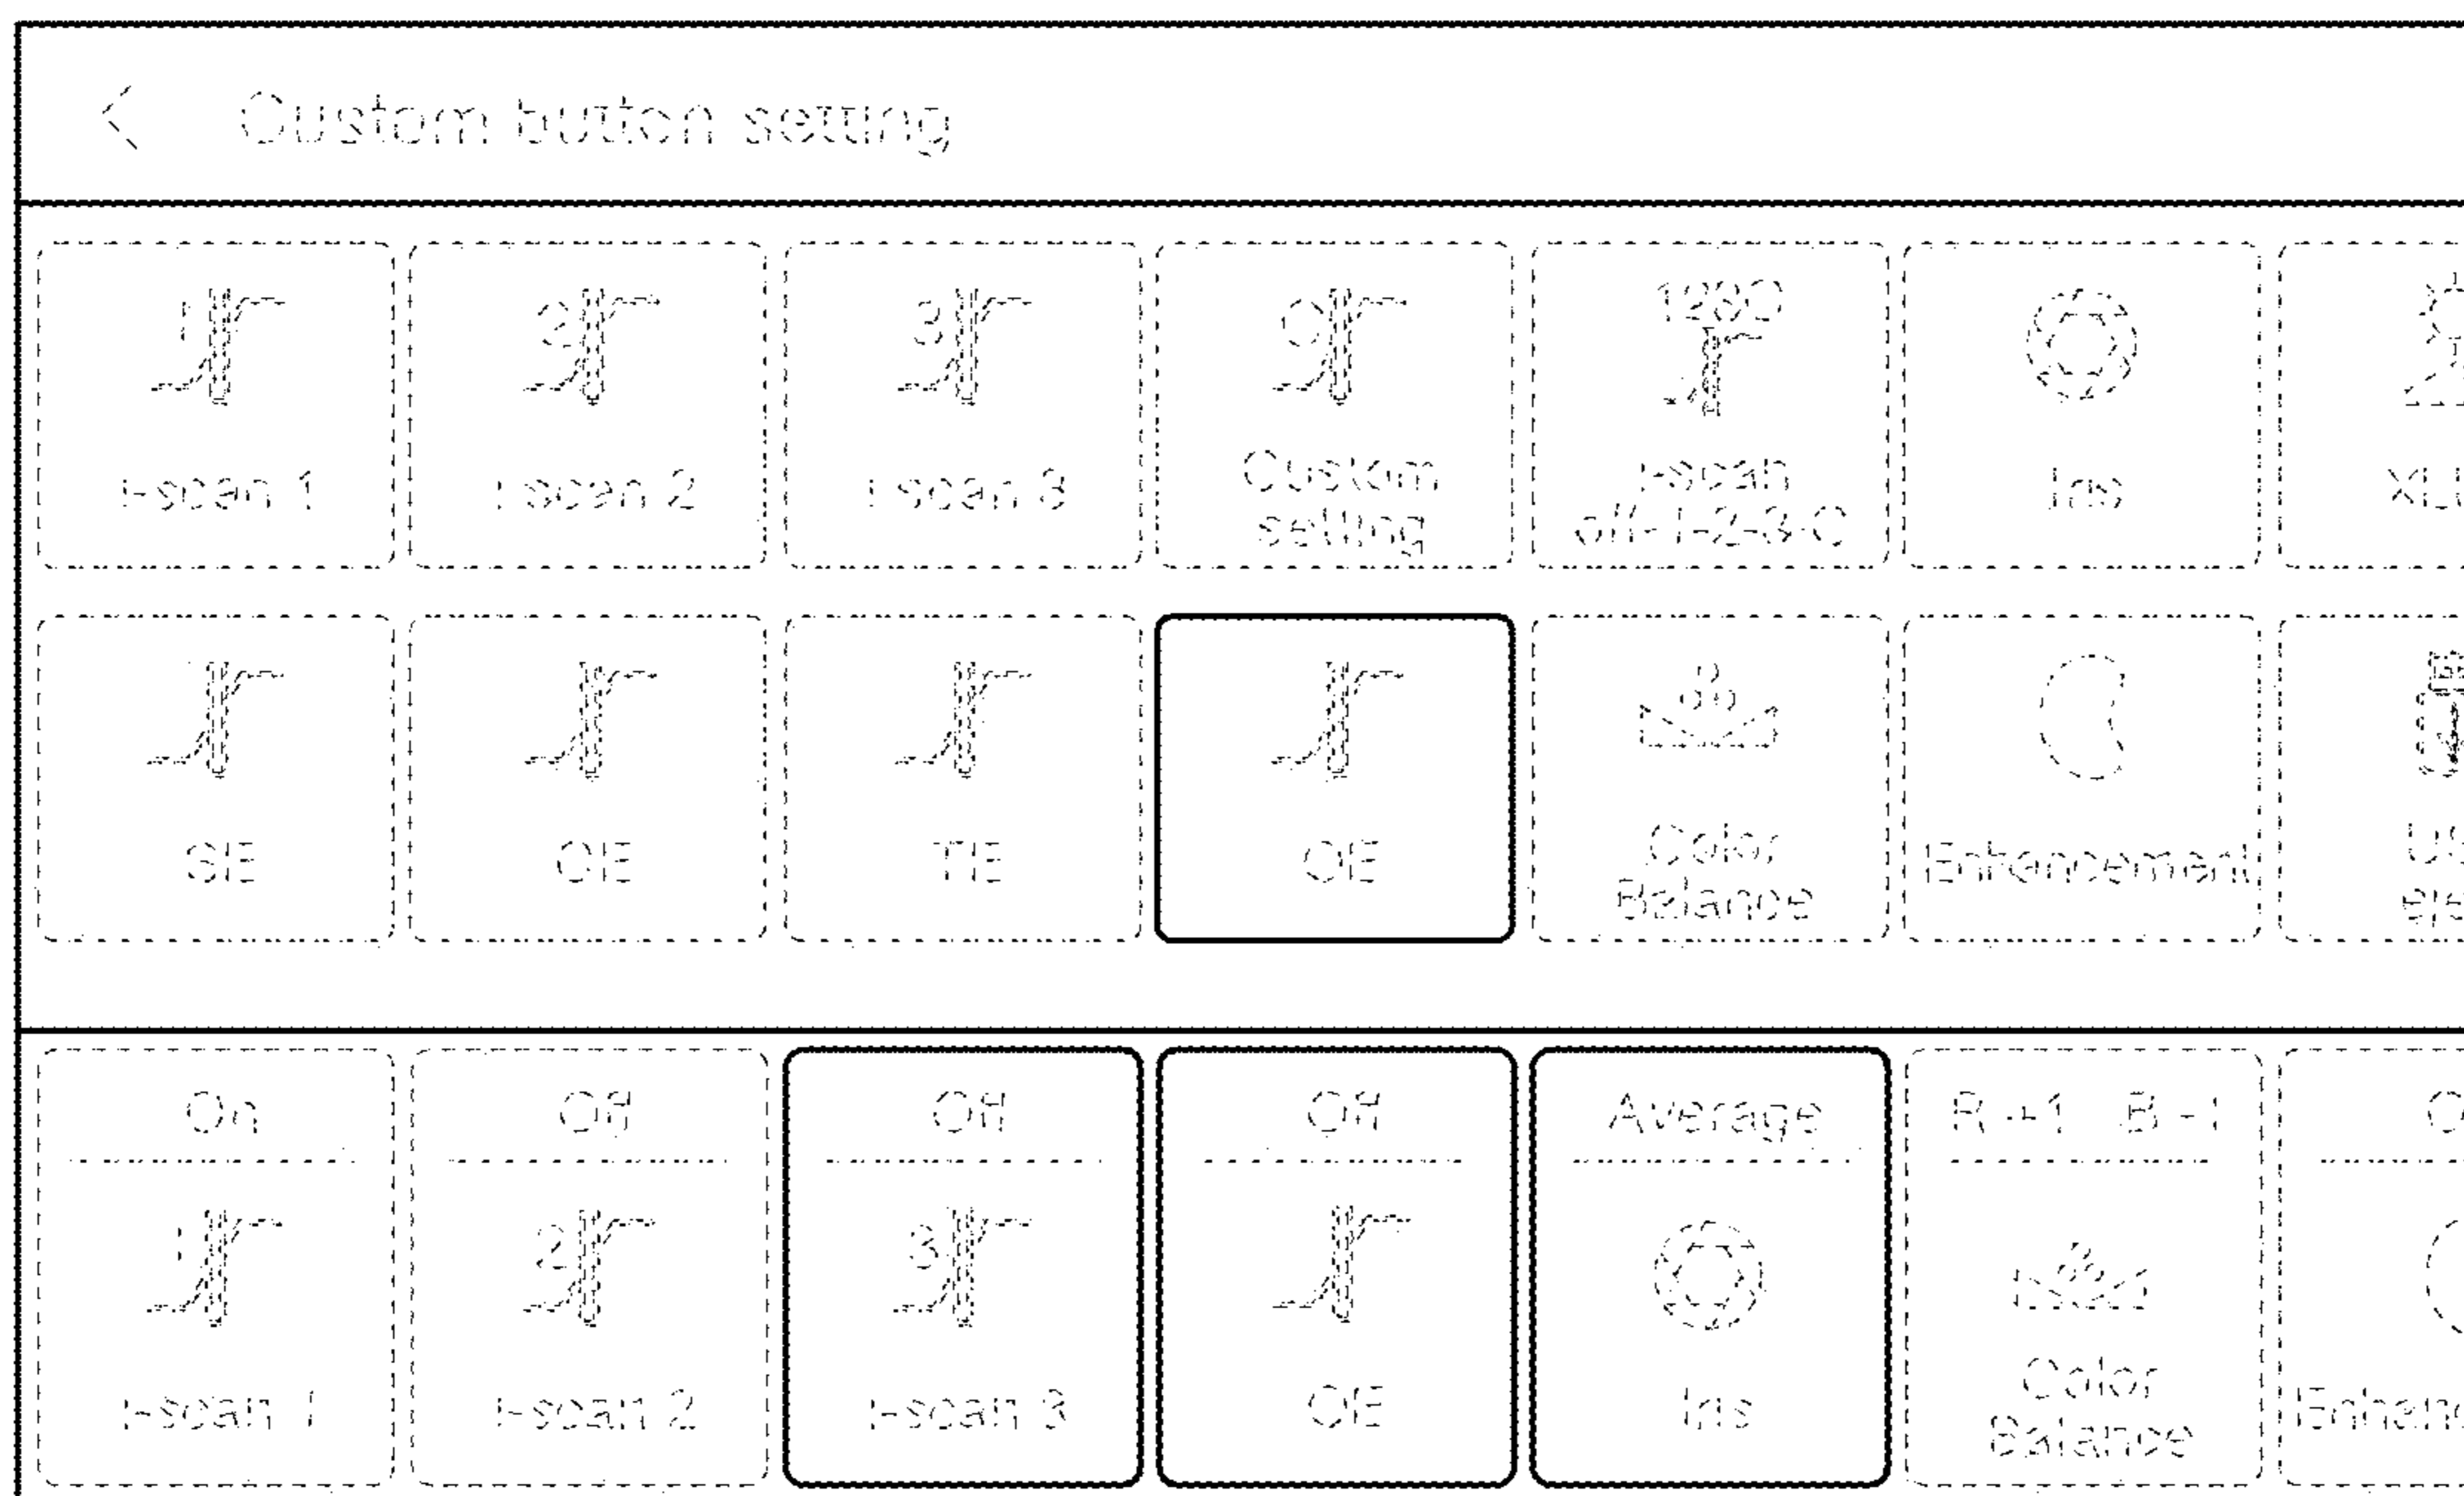 Custom button setting
i-scan 1
i-scan 2
i-scan 3
Custom
setting
123C
i-scan
off-1-2-3-C
Iris
SE
CE
TE
OE
Color
Balance
Enhancement
On
i-scan 1
Off
i-scan 2
Off
i-scan 3
Off
OE
Average
Iris
R +1 B -1
Color
Balance